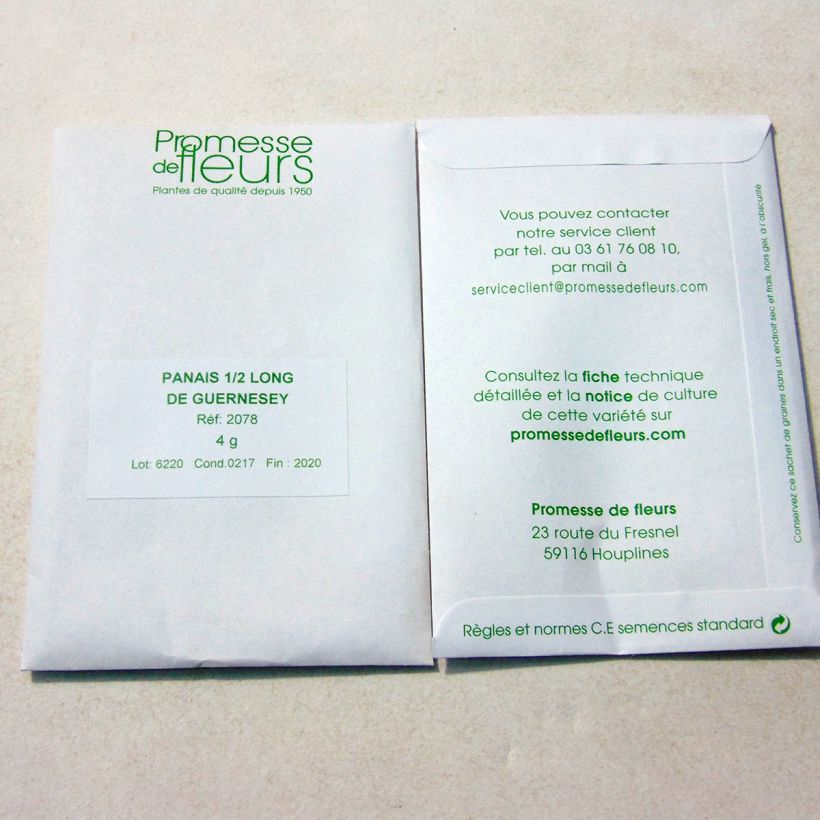 Promesse
de fleurs
Plantes de qualité depuis 1950
PANAIS 1/2 LONG
DE GUERNESEY
Réf: 2078
4 g
Lot: 6220 Cond.0217 Fin : 2020
Vous pouvez contacter
notre service client
par tel. au 03 61 76 08 10,
par mail à
serviceclient@promessedefleurs.com
Consultez la fiche technique
détaillée et la notice de culture
de cette variété sur
promessedefleurs.com
Promesse de fleurs
23 route du Fresnel
59116 Houplines
Règles et normes C.E semences standard
Conservez ce sachet de graines dans un endroit sec et frais, hors gel, à l'obscurité